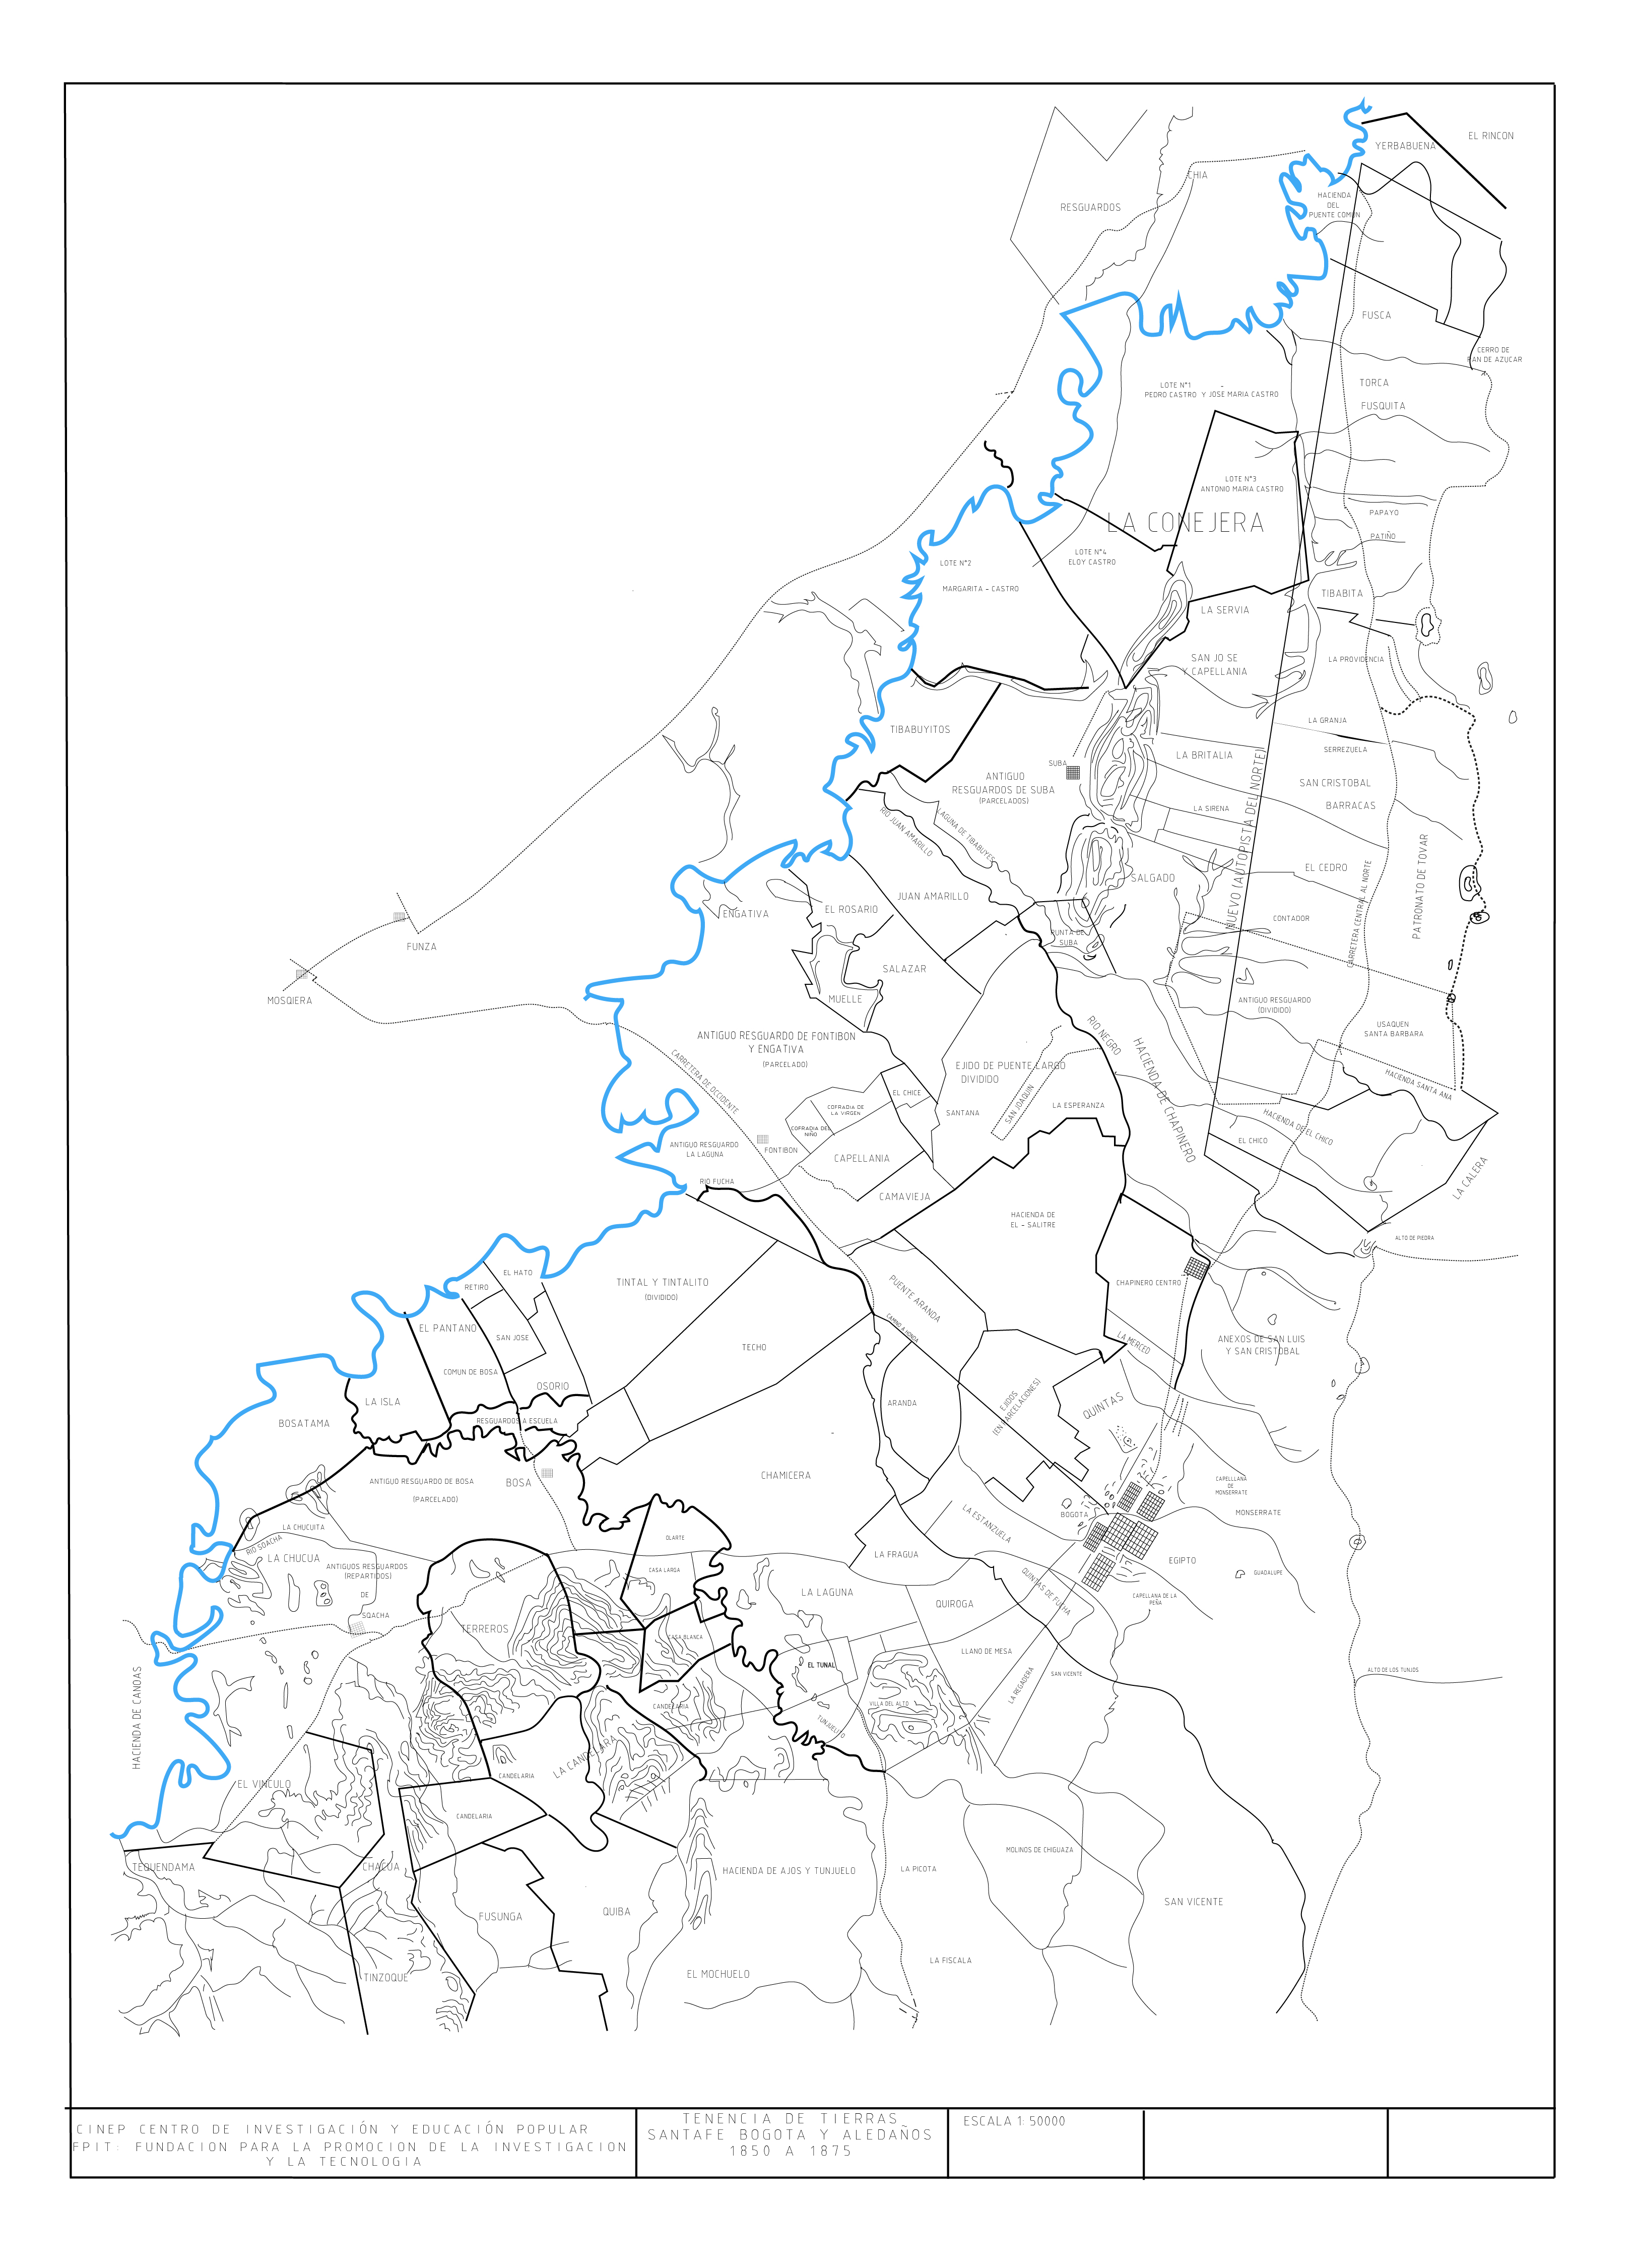 EL RINCON
YERBABUENA
CHIA
HACIENDA
DEL
PUENTE COMUN
RESGUARDOS
FUSCA
CERRO DE
PAN DE AZUCAR
TORCA
LOTE N°1 -
PEDRO CASTRO Y JOSE MARIA CASTRO
FUSQUITA
LOTE N°3
ANTONIO MARIA CASTRO
PAPAYO
LA CONEJERA
PATIÑO
LOTE N°4
ELOY CASTRO
LOTE N°2
MARGARITA - CASTRO
TIBABITA
LA SERVIA
SAN JO SE
Y CAPELLANIA
LA PROVIDENCIA
LA GRANJA
TIBABUYITOS
SERREZUELA
LA BRITALIA
SUBA
ANTIGUO
RESGUARDOS DE SUBA
(PARCELADOS)
SAN CRISTOBAL
BARRACAS
LA SIRENA
NUEVO (AUTOPISTA DEL NORTE)
RIO JUAN AMARILLO
LAGUNA DE TIBABUYES
PATRONATO DE TOVAR
EL CEDRO
SALGADO
CARRETERA CENTRAL AL NORTE
JUAN AMARILLO
EL ROSARIO
ENGATIVA
CONTADOR
PUNTA DE
SUBA
FUNZA
SALAZAR
MOSQIERA
MUELLE
ANTIGUO RESGUARDO
(DIVIDIDO)
USAQUEN
SANTA BARBARA
RIO NEGRO
ANTIGUO RESGUARDO DE FONTIBON
Y ENGATIVA
(PARCELADO)
CARRETERA DE OCCIDENTE
EJIDO DE PUENTE LARGO
DIVIDIDO
HACIENDA DE CHAPINERO
HACIENDA SANTA ANA
EL CHICE
SAN JOAQUIN
LA ESPERANZA
COFRADIA DE
LA VIRGEN
SANTANA
COFRADIA DEL
NIÑO
HACIENDA DE EL CHICO
EL CHICO
ANTIGUO RESGUARDO
LA LAGUNA
FONTIBON
CAPELLANIA
LA CALERA
RIO FUCHA
CAMAVIEJA
HACIENDA DE
EL - SALITRE
ALTO DE PIEDRA
EL HATO
RETIRO
TINTAL Y TINTALITO
(DIVIDIDO)
PUENTE ARANDA
CHAPINERO CENTRO
EL PANTANO
SAN JOSE
CAMINO A HONDA
LA MERCED
ANEXOS DE SAN LUIS
Y SAN CRISTOBAL
TECHO
COMUN DE BOSA
OSORIO
LA ISLA
ARANDA
EJIDOS
(EN PARCELACIONES)
QUINTAS
BOSATAMA
RESGUARDOS A ESCUELA
CHAMICERA
ANTIGUO RESGUARDO DE BOSA
(PARCELADO)
BOSA
CAPELLLANA
DE
MONSERRATE
LA ESTANZUELA
BOGOTA
MONSERRATE
LA CHUCUITA
OLARTE
RIO SOACHA
LA CHUCUA
LA FRAGUA
EGIPTO
ANTIGUOS RESGUARDOS
(REPARTIDOS)
DE
SOACHA
CASA LARGA
GUADALUPE
QUINTAS DE FUCHA
LA LAGUNA
QUIROGA
CAPELLANA DE LA
PEÑA
TERREROS
CASA BLANCA
LLANO DE MESA
EL TUNAL
HACIENDA DE CANOAS
LA REGADERA
SAN VICENTE
ALTO DE LOS TUNJOS
CANDELARIA
VILLA DEL ALTO
TUNJUELITO
LA CANDELARA
EL VINCULO
CANDELARIA
CANDELARIA
MOLINOS DE CHIGUAZA
TEQUENDAMA
CHACUA
HACIENDA DE AJOS Y TUNJUELO
LA PICOTA
SAN VICENTE
FUSUNGA
QUIBA
LA FISCALA
TINZOQUE
EL MOCHUELO
CINEP CENTRO DE INVESTIGACIÓN Y EDUCACIÓN POPULAR
FPIT: FUNDACION PARA LA PROMOCION DE LA INVESTIGACION
Y LA TECNOLOGIA
TENENCIA DE TIERRAS
SANTAFE BOGOTA Y ALEDAÑOS
1850 A 1875
ESCALA 1: 50000